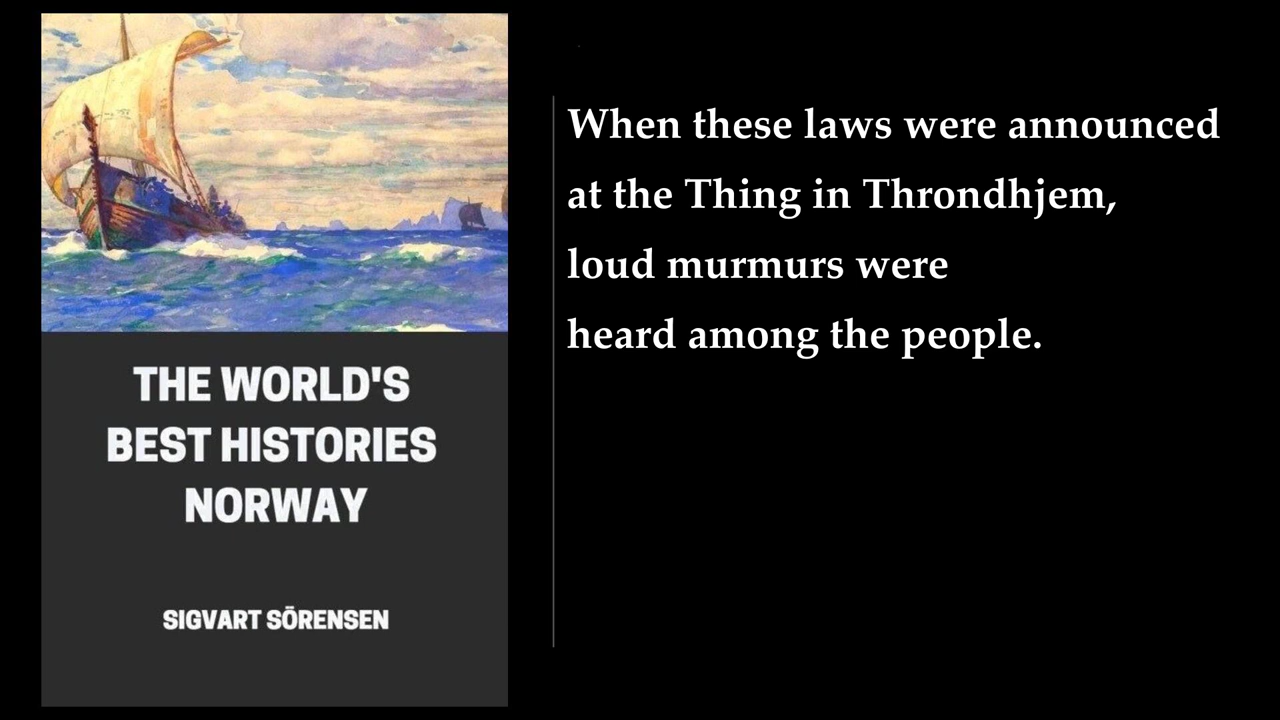 THE WORLD'S
BEST HISTORIES
NORWAY
SIGVART SÖRENSEN
When these laws were announced
at the Thing in Throndhjem,
loud murmurs were
heard among the people.